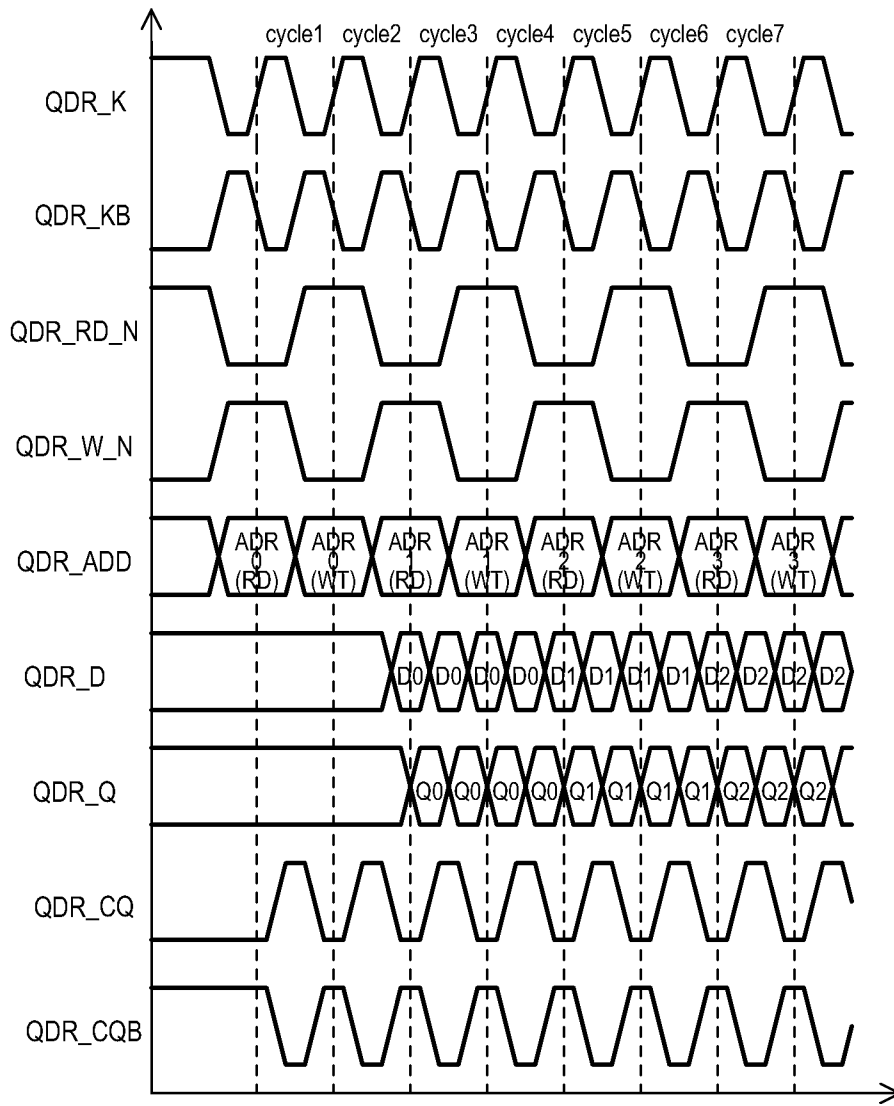 cycle1 cycle2 cycle3 cycle4 cycle5 cycle6 cycle7
QDR_K
QDR_KB
QDR_RD_N
QDR_W_N
QDR_ADD
ADR 0 (RD)
ADR 0 (WT)
ADR 1 (RD)
ADR 1 (WT)
ADR 2 (RD)
ADR 2 (WT)
ADR 3 (RD)
ADR 3 (WT)
QDR_D
D0 D0 D0 D0 D1 D1 D1 D1 D2 D2 D2 D2
QDR_Q
Q0 Q0 Q0 Q0 Q1 Q1 Q1 Q1 Q2 Q2 Q2
QDR_CQ
QDR_CQB